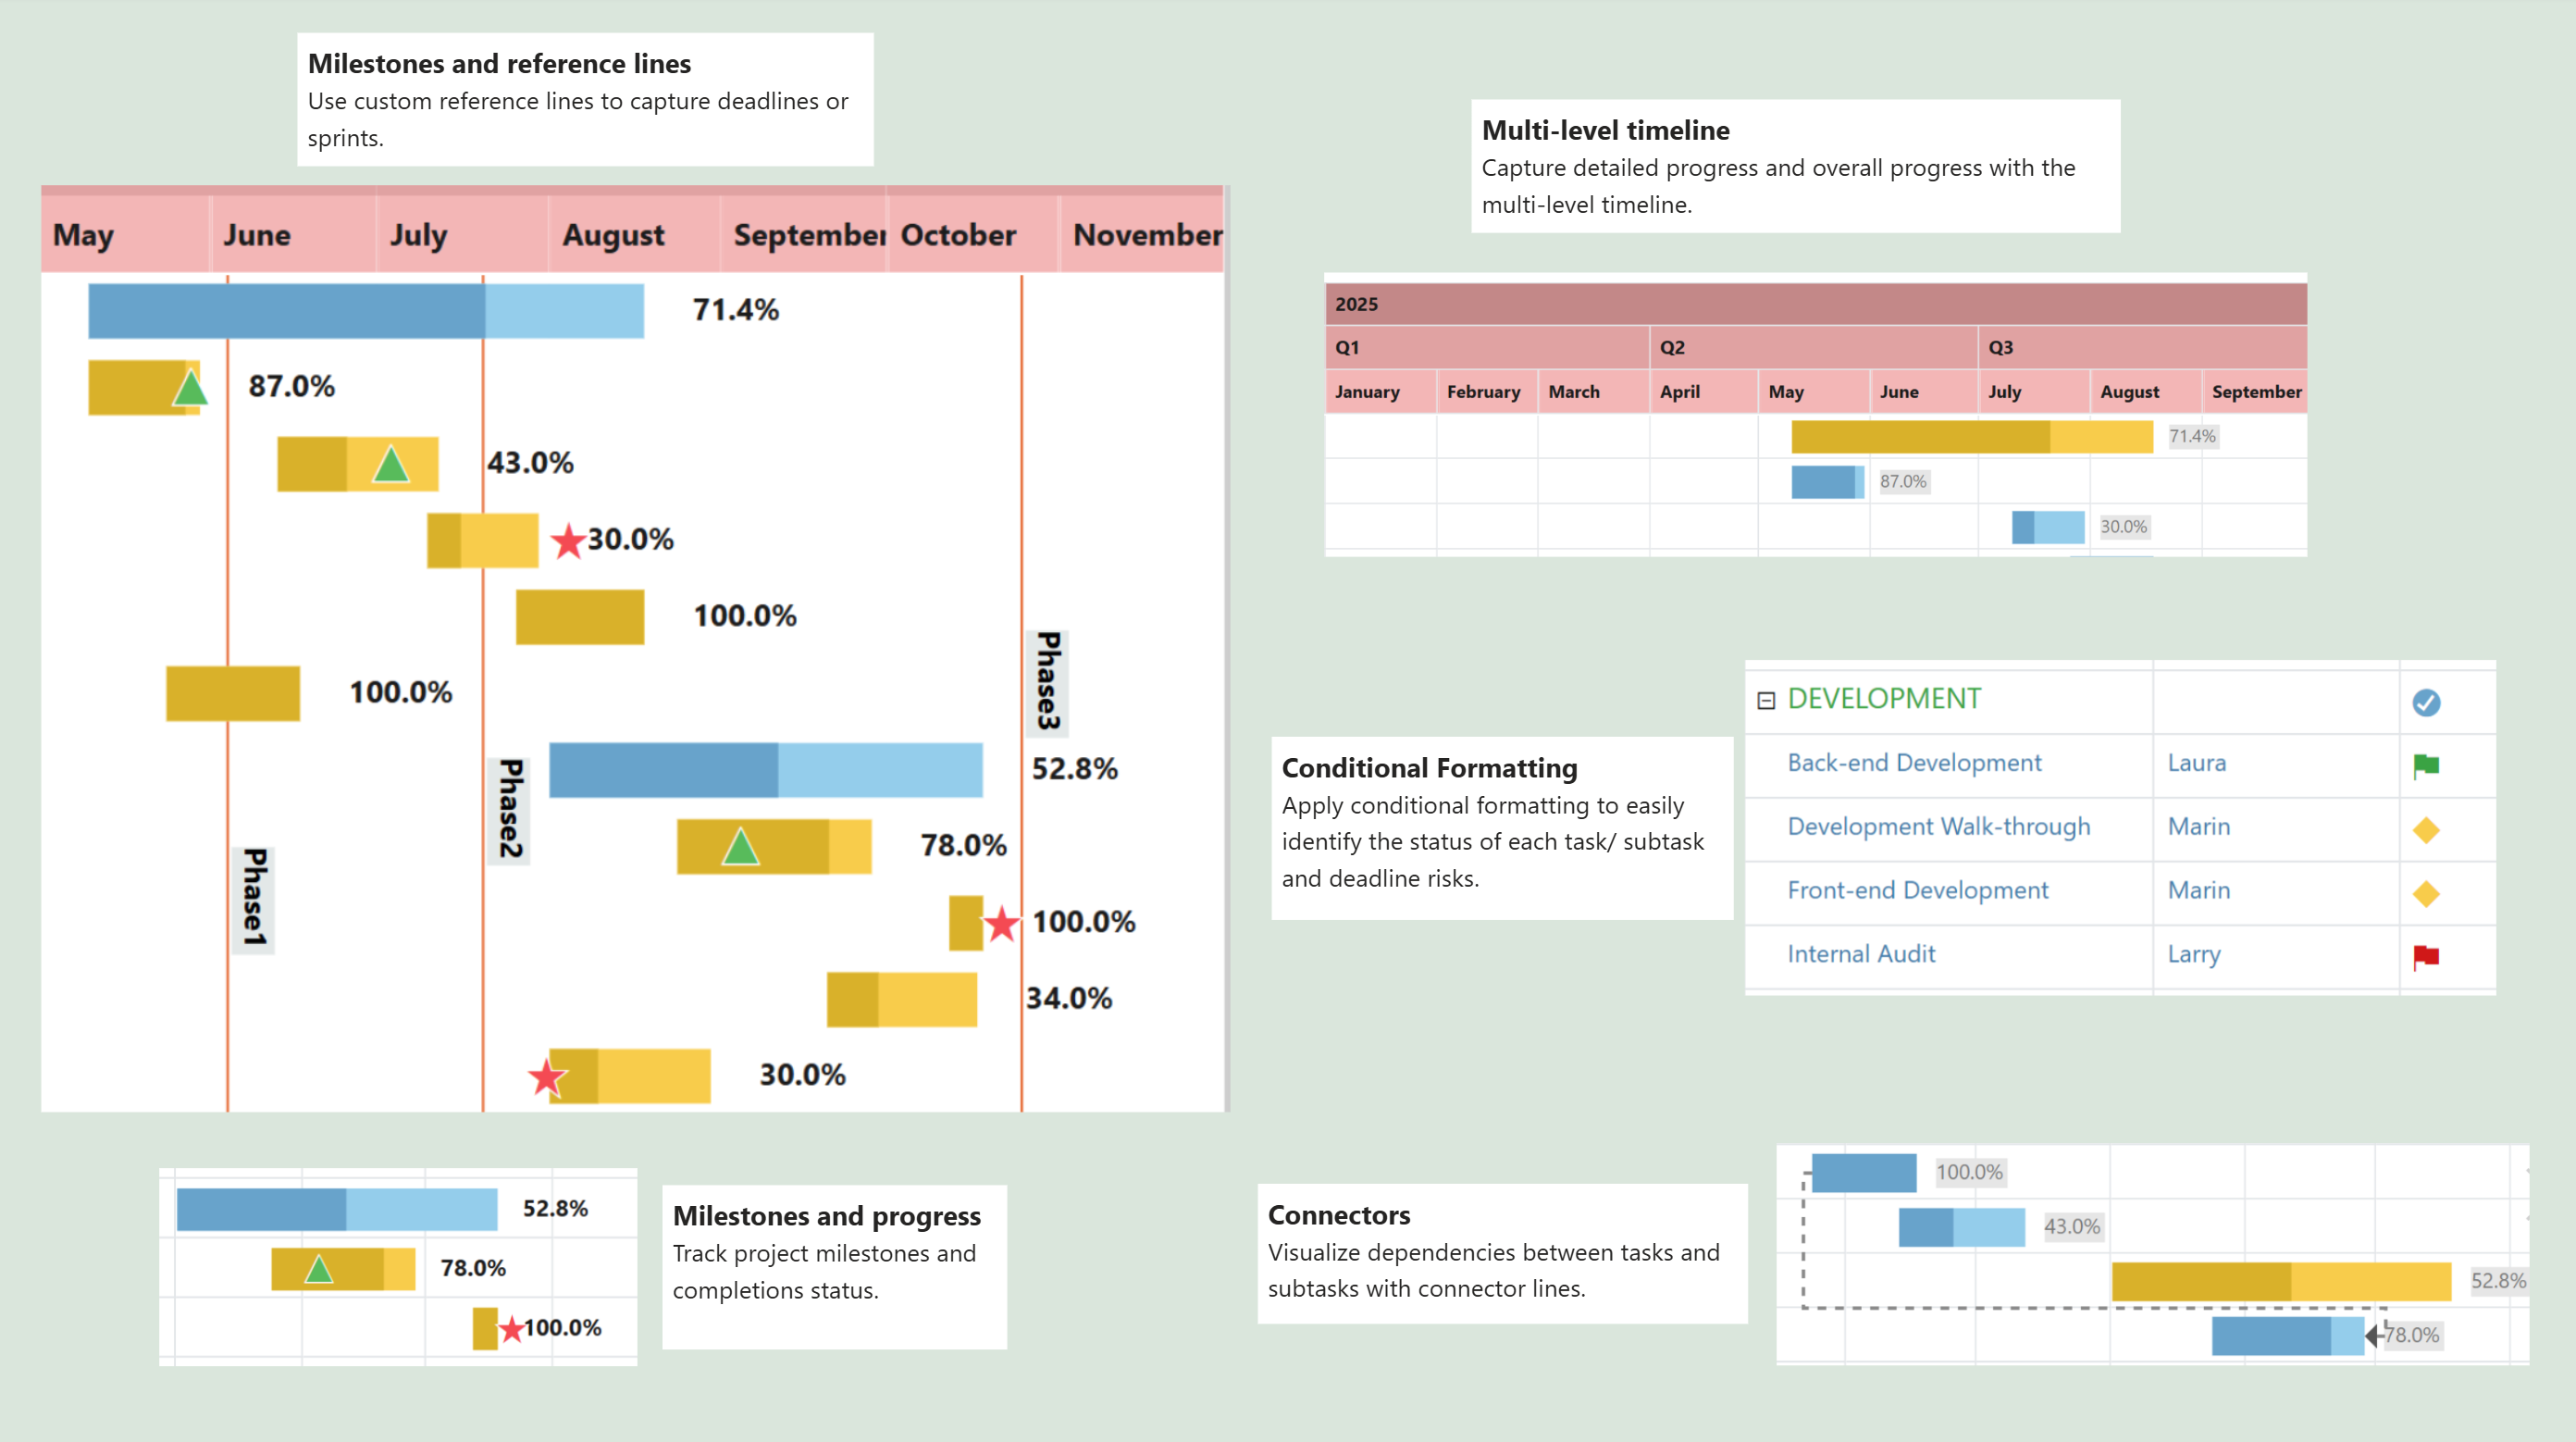 Milestones and reference lines
Use custom reference lines to capture deadlines or
sprints.
May June July August September October November
71.4%
87.0%
43.0%
30.0%
100.0%
100.0%
52.8%
78.0%
100.0%
34.0%
30.0%
Phase1
Phase2
Phase3
Multi-level timeline
Capture detailed progress and overall progress with the
multi-level timeline.
2025
Q1 Q2 Q3
January February March April May June July August September
71.4%
87.0%
30.0%
Conditional Formatting
Apply conditional formatting to easily
identify the status of each task/ subtask
and deadline risks.
DEVELOPMENT
Back-end Development Laura
Development Walk-through Marin
Front-end Development Marin
Internal Audit Larry
52.8%
78.0%
100.0%
Milestones and progress
Track project milestones and
completions status.
Connectors
Visualize dependencies between tasks and
subtasks with connector lines.
100.0%
43.0%
52.8%
78.0%